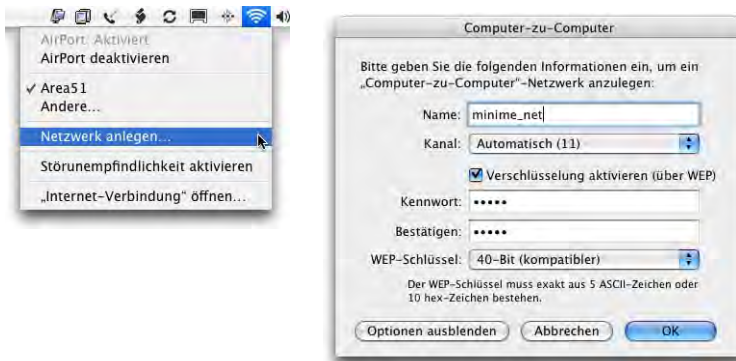 AirPort: Aktiviert
AirPort deaktivieren
✓ Area51
Andere...
Netzwerk anlegen...
Störunempfindlichkeit aktivieren
„Internet-Verbindung“ öffnen...
Computer-zu-Computer
Bitte geben Sie die folgenden Informationen ein, um ein
„Computer-zu-Computer“-Netzwerk anzulegen:
Name: minime_net
Kanal: Automatisch (11)
Verschlüsselung aktivieren (über WEP)
Kennwort: •••••
Bestätigen: •••••
WEP-Schlüssel: 40-Bit (kompatibler)
Der WEP-Schlüssel muss exakt aus 5 ASCII-Zeichen oder
10 hex-Zeichen bestehen.
Optionen ausblenden Abbrechen OK